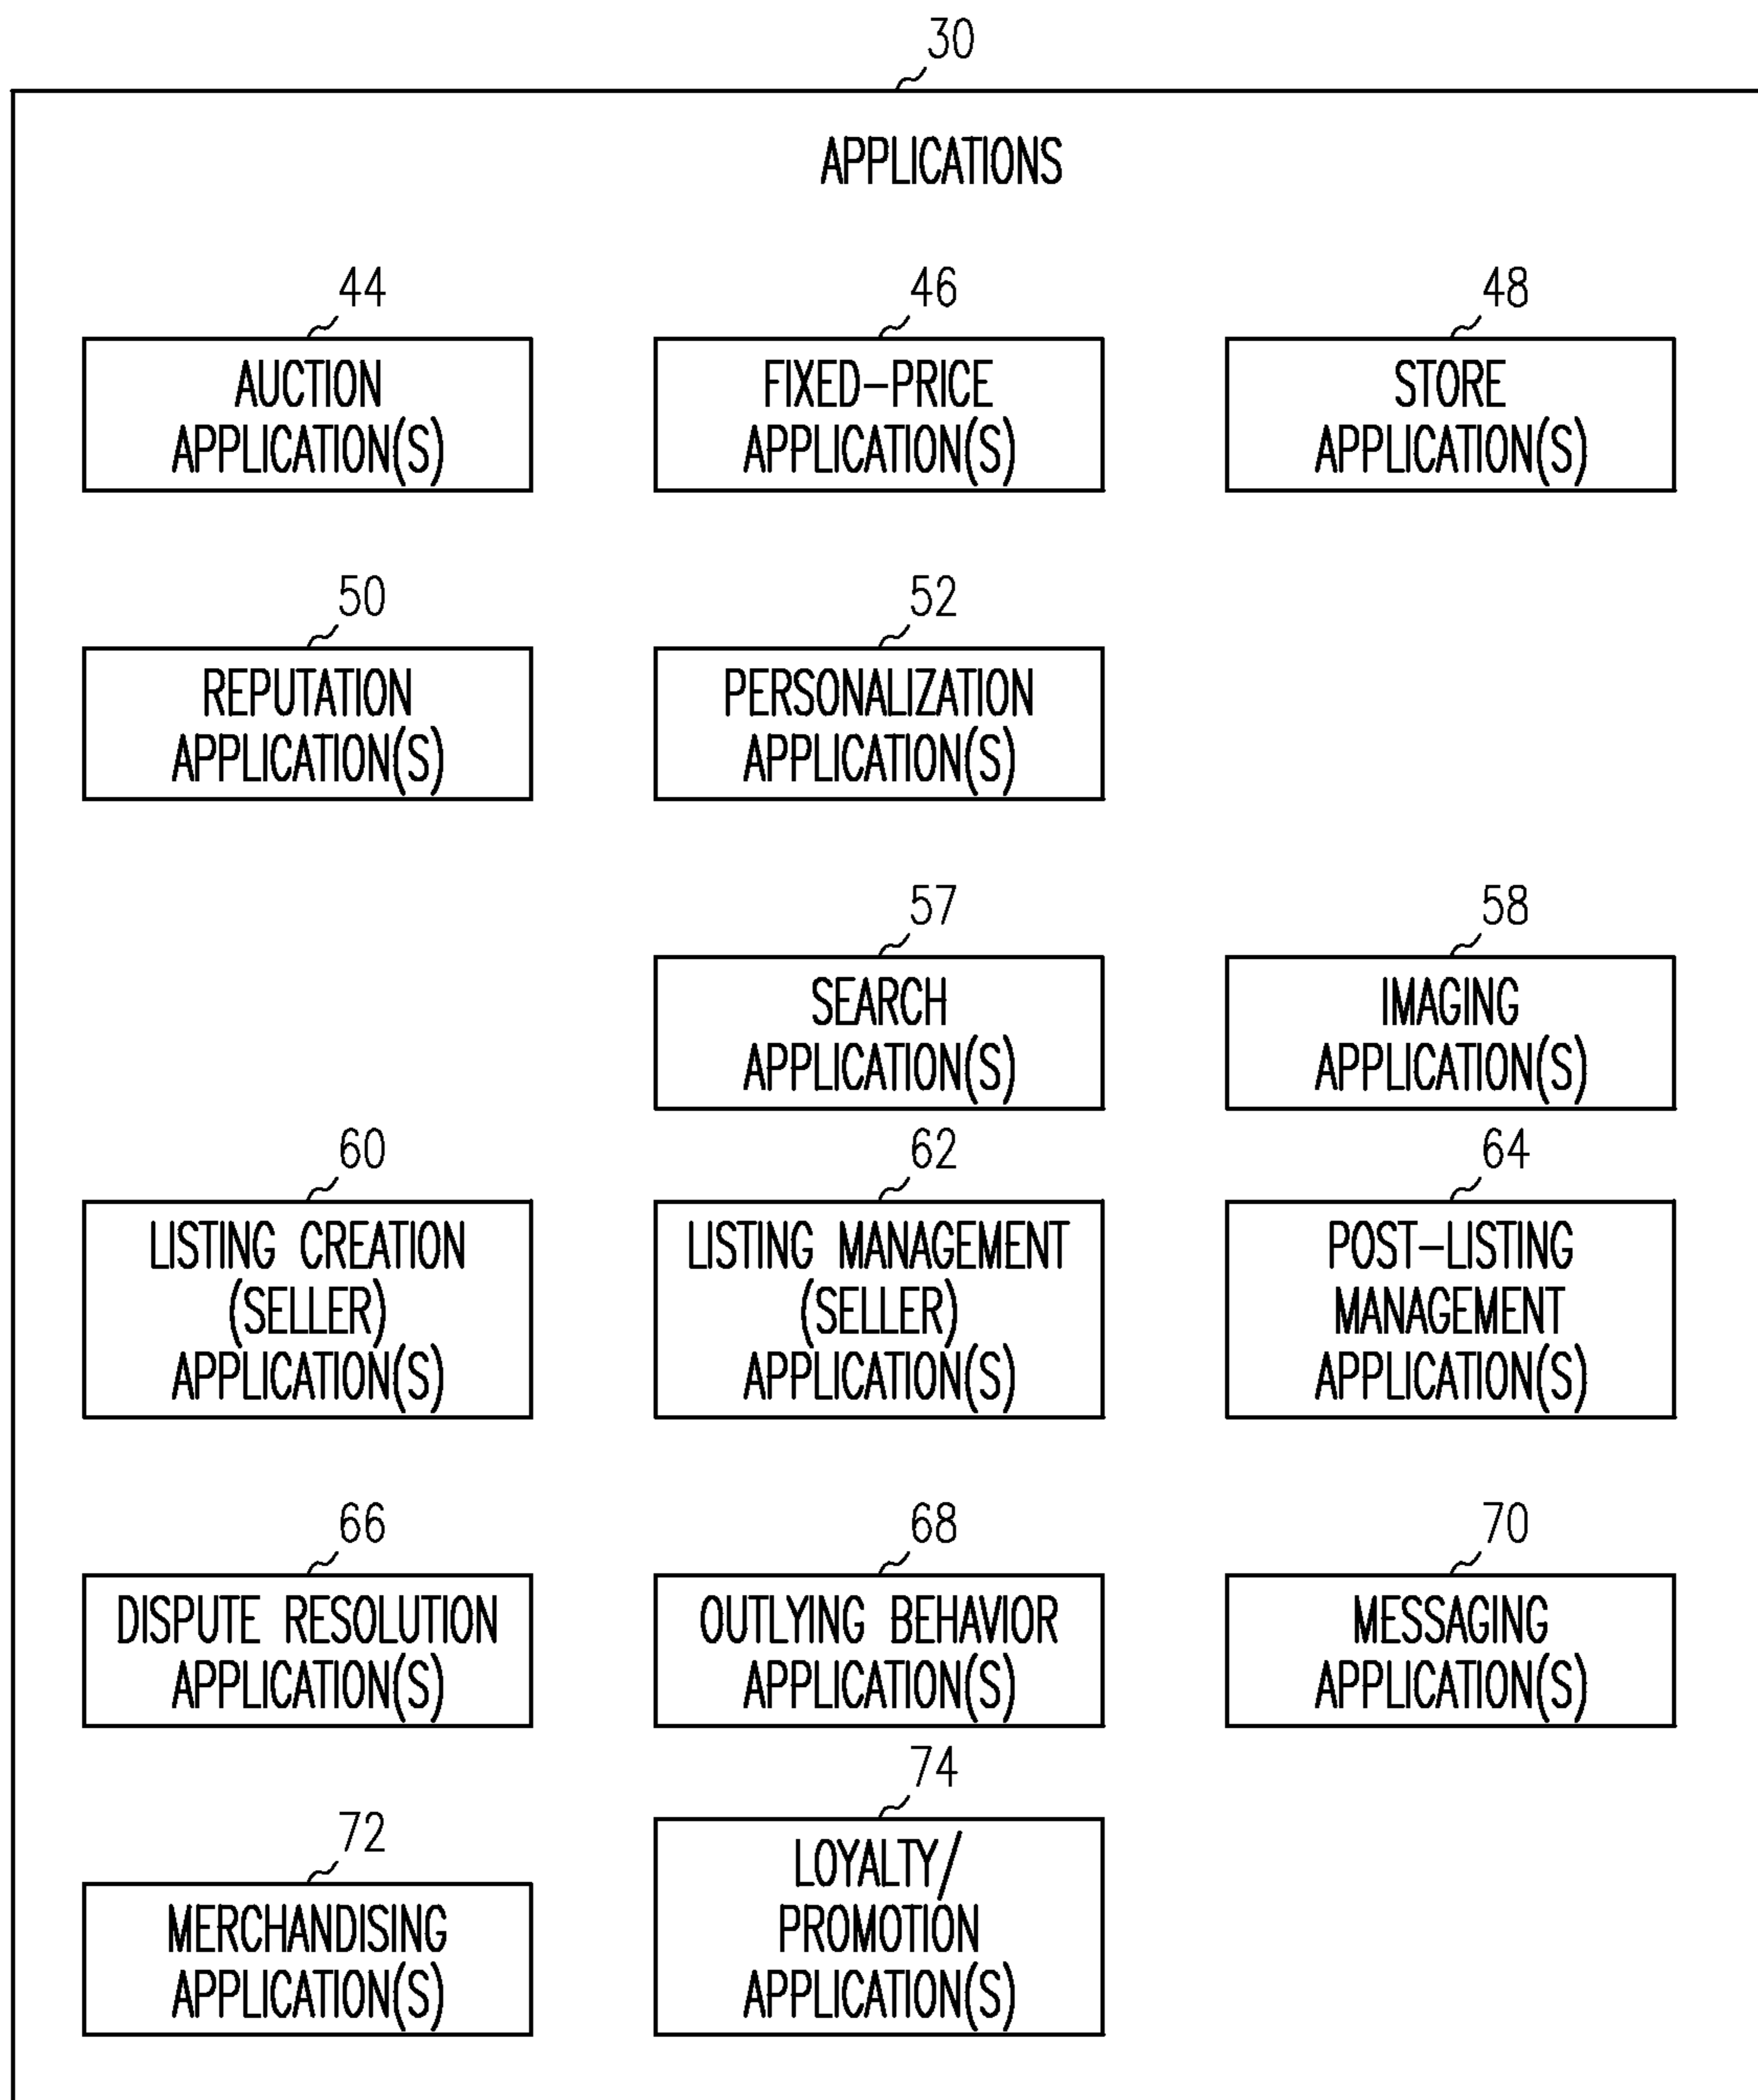 30
APPLICATIONS
44
AUCTION
APPLICATION(S)
46
FIXED-PRICE
APPLICATION(S)
48
STORE
APPLICATION(S)
50
REPUTATION
APPLICATION(S)
52
PERSONALIZATION
APPLICATION(S)
57
SEARCH
APPLICATION(S)
58
IMAGING
APPLICATION(S)
60
LISTING CREATION
(SELLER)
APPLICATION(S)
62
LISTING MANAGEMENT
(SELLER)
APPLICATION(S)
64
POST-LISTING
MANAGEMENT
APPLICATION(S)
66
DISPUTE RESOLUTION
APPLICATION(S)
68
OUTLYING BEHAVIOR
APPLICATION(S)
70
MESSAGING
APPLICATION(S)
72
MERCHANDISING
APPLICATION(S)
74
LOYALTY/
PROMOTION
APPLICATION(S)